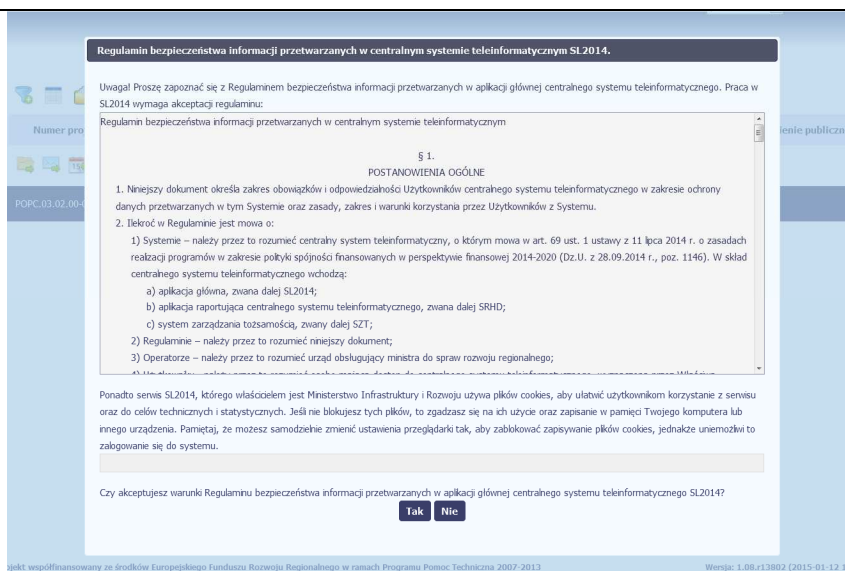 Regulamin bezpieczeństwa informacji przetwarzanych w centralnym systemie teleinformatycznym SL2014.
Uwaga! Proszę zapoznać się z Regulaminem bezpieczeństwa informacji przetwarzanych w aplikacji głównej centralnego systemu teleinformatycznego. Praca w
SL2014 wymaga akceptacji regulaminu:
Regulamin bezpieczeństwa informacji przetwarzanych w centralnym systemie teleinformatycznym
Numer pro
ienie publiczn
§ 1.
POSTANOWIENIA OGÓLNE
1. Niniejszy dokument określa zakres obowiązków i odpowiedzialności Użytkowników centralnego systemu teleinformatycznego w zakresie ochrony
danych przetwarzanych w tym Systemie oraz zasady, zakres i warunki korzystania przez Użytkowników z Systemu.
POPC.03.02.00-0
2. Ilekroć w Regulaminie jest mowa o:
1) Systemie – należy przez to rozumieć centralny system teleinformatyczny, o którym mowa w art. 69 ust. 1 ustawy z 11 lipca 2014 r. o zasadach
realizacji programów w zakresie polityki spójności finansowanych w perspektywie finansowej 2014-2020 (Dz.U. z 28.09.2014 r., poz. 1146). W skład
centralnego systemu teleinformatycznego wchodzą:
a) aplikacja główna, zwana dalej SL2014;
b) aplikacja raportująca centralnego systemu teleinformatycznego, zwana dalej SRHD;
c) system zarządzania tożsamością, zwany dalej SZT;
2) Regulaminie – należy przez to rozumieć niniejszy dokument;
3) Operatorze – należy przez to rozumieć urząd obsługujący ministra do spraw rozwoju regionalnego;
Ponadto serwis SL2014, którego właścicielem jest Ministerstwo Infrastruktury i Rozwoju używa plików cookies, aby ułatwić użytkownikom korzystanie z serwisu
oraz do celów technicznych i statystycznych. Jeśli nie blokujesz tych plików, to zgadzasz się na ich użycie oraz zapisanie w pamięci Twojego komputera lub
innego urządzenia. Pamiętaj, że możesz samodzielnie zmienić ustawienia przeglądarki tak, aby zablokować zapisywanie plików cookies, jednakże uniemożliwi to
zalogowanie się do systemu.
Czy akceptujesz warunki Regulaminu bezpieczeństwa informacji przetwarzanych w aplikacji głównej centralnego systemu teleinformatycznego SL2014?
Tak Nie
ojekt współfinansowany ze środków Europejskiego Funduszu Rozwoju Regionalnego w ramach Programu Pomoc Techniczna 2007-2013
Wersja: 1.08.r13802 (2015-01-12 1